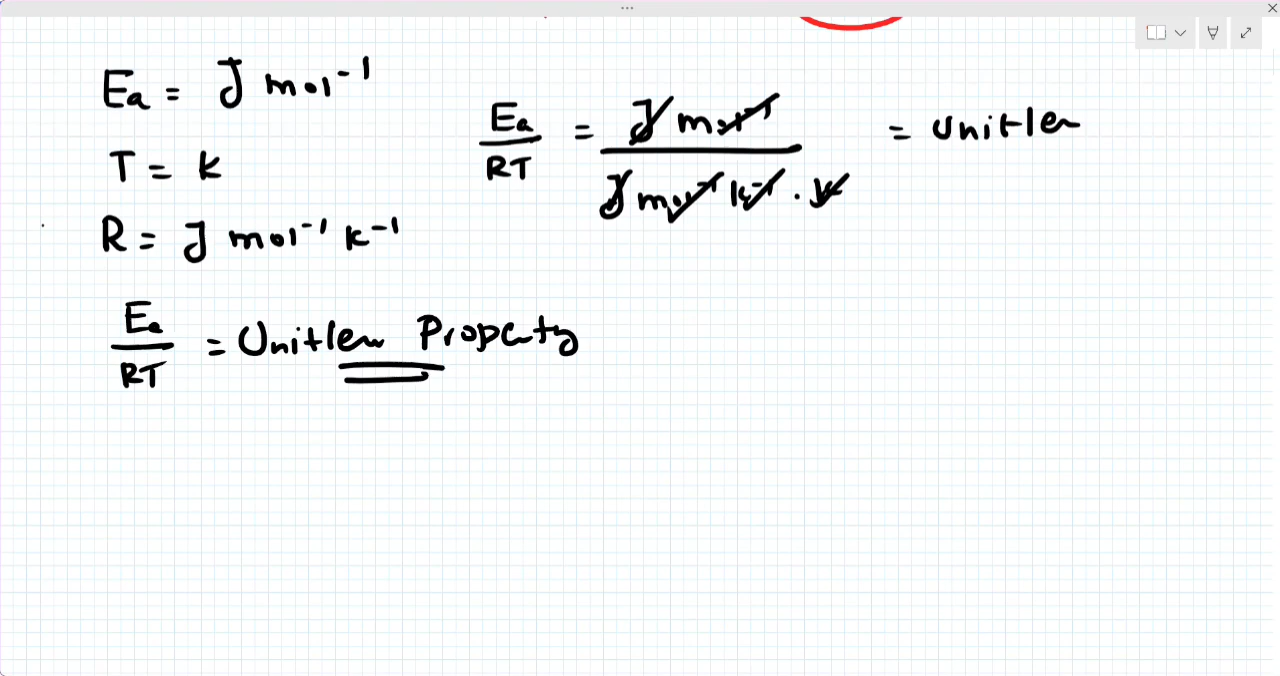 Ea = J mol⁻¹
T = K
R = J mol⁻¹ K⁻¹
Ea/RT = J mol⁻¹ / J mol⁻¹ K⁻¹ . K = Unitless
Ea/RT = Unitless Property